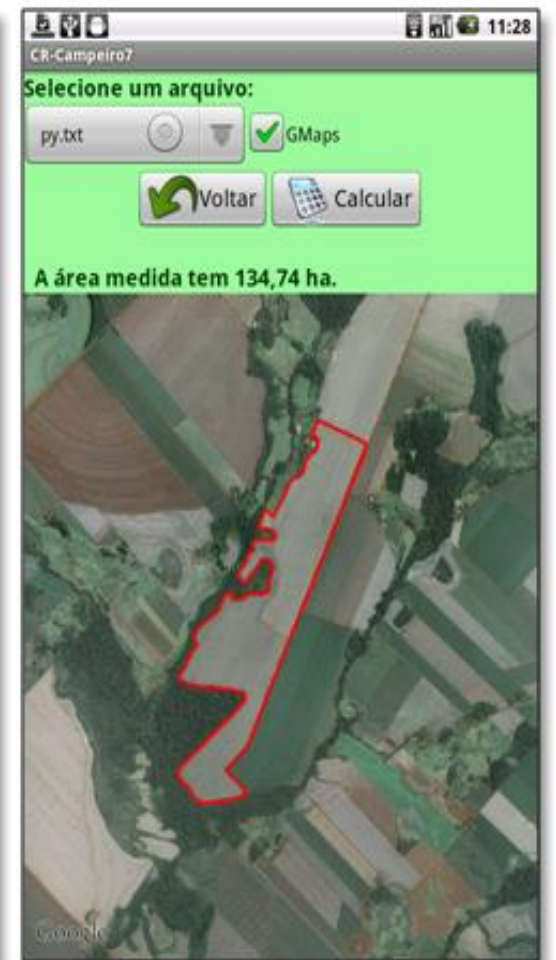 11:28
CR-Campeiro7
Selecione um arquivo:
py.txt
GMaps
Voltar
Calcular
A área medida tem 134,74 ha.
Google